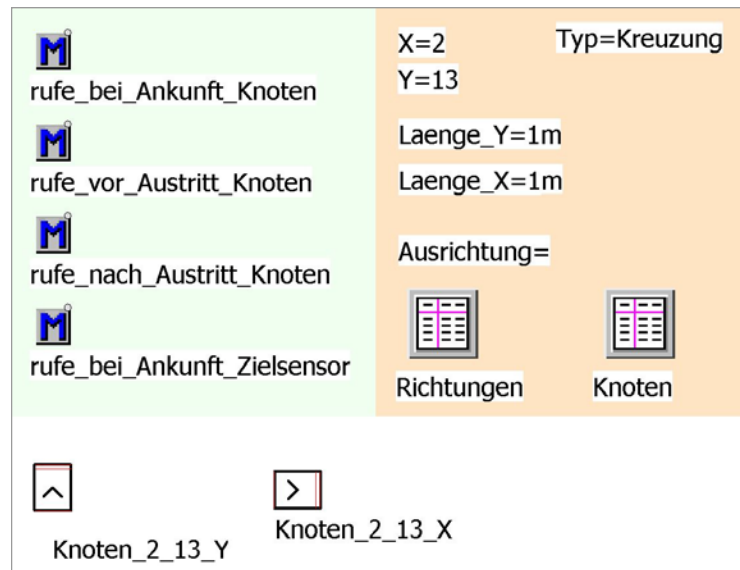 rufe_bei_Ankunft_Knoten
rufe_vor_Austritt_Knoten
rufe_nach_Austritt_Knoten
rufe_bei_Ankunft_Zielsensor
X=2
Typ=Kreuzung
Y=13
Laenge_Y=1m
Laenge_X=1m
Ausrichtung=
Richtungen
Knoten
Knoten_2_13_Y
Knoten_2_13_X